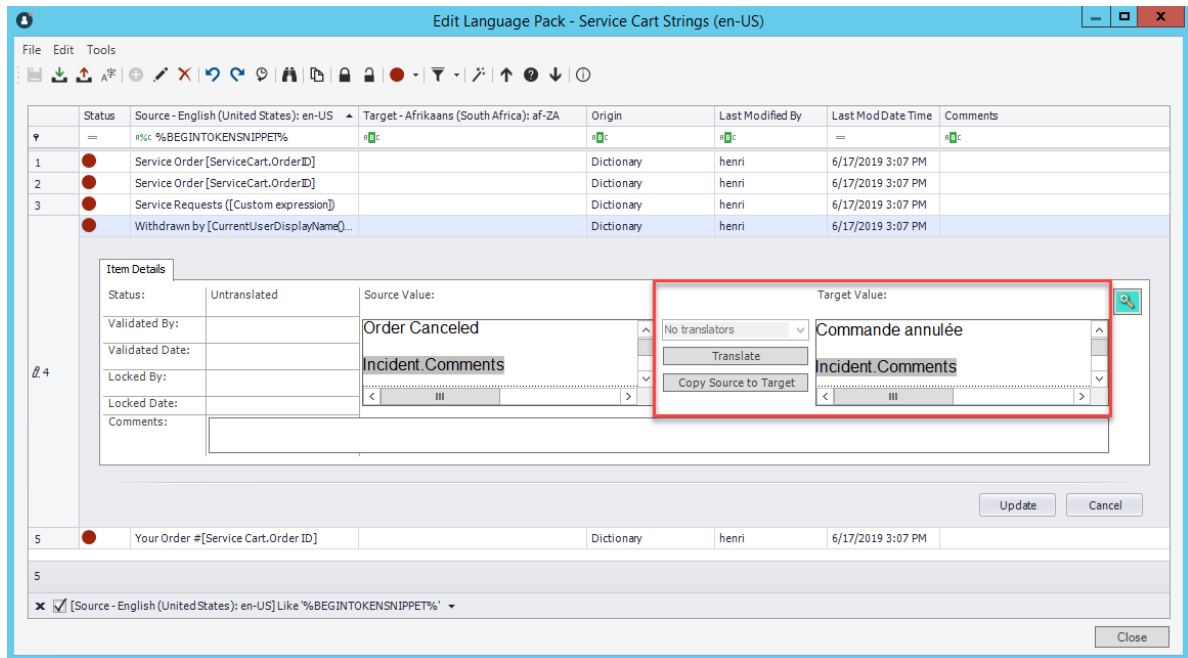 Edit Language Pack - Service Cart Strings (en-US)
File Edit Tools
Status Source - English (United States): en-US Target - Afrikaans (South Africa): af-ZA Origin Last Modified By Last Mod Date Time Comments
= R%C %BEGINTOKENSNIPPET% RBC RBC RBC = RBC
1 Service Order [ServiceCart.OrderID] Dictionary henri 6/17/2019 3:07 PM
2 Service Order [ServiceCart.OrderID] Dictionary henri 6/17/2019 3:07 PM
3 Service Requests ([Custom expression]) Dictionary henri 6/17/2019 3:07 PM
Withdrawn by [CurrentUserDisplayName()... Dictionary henri 6/17/2019 3:07 PM
4
Item Details
Status: Untranslated Source Value: Target Value:
Validated By:
Validated Date:
Locked By:
Locked Date:
Comments:
Order Canceled
Incident.Comments
No translators
Translate
Copy Source to Target
Commande annulée
Incident.Comments
Update Cancel
5 Your Order #[Service Cart.Order ID] Dictionary henri 6/17/2019 3:07 PM
5
[Source - English (United States): en-US] Like '%BEGINTOKENSNIPPET%'
Close